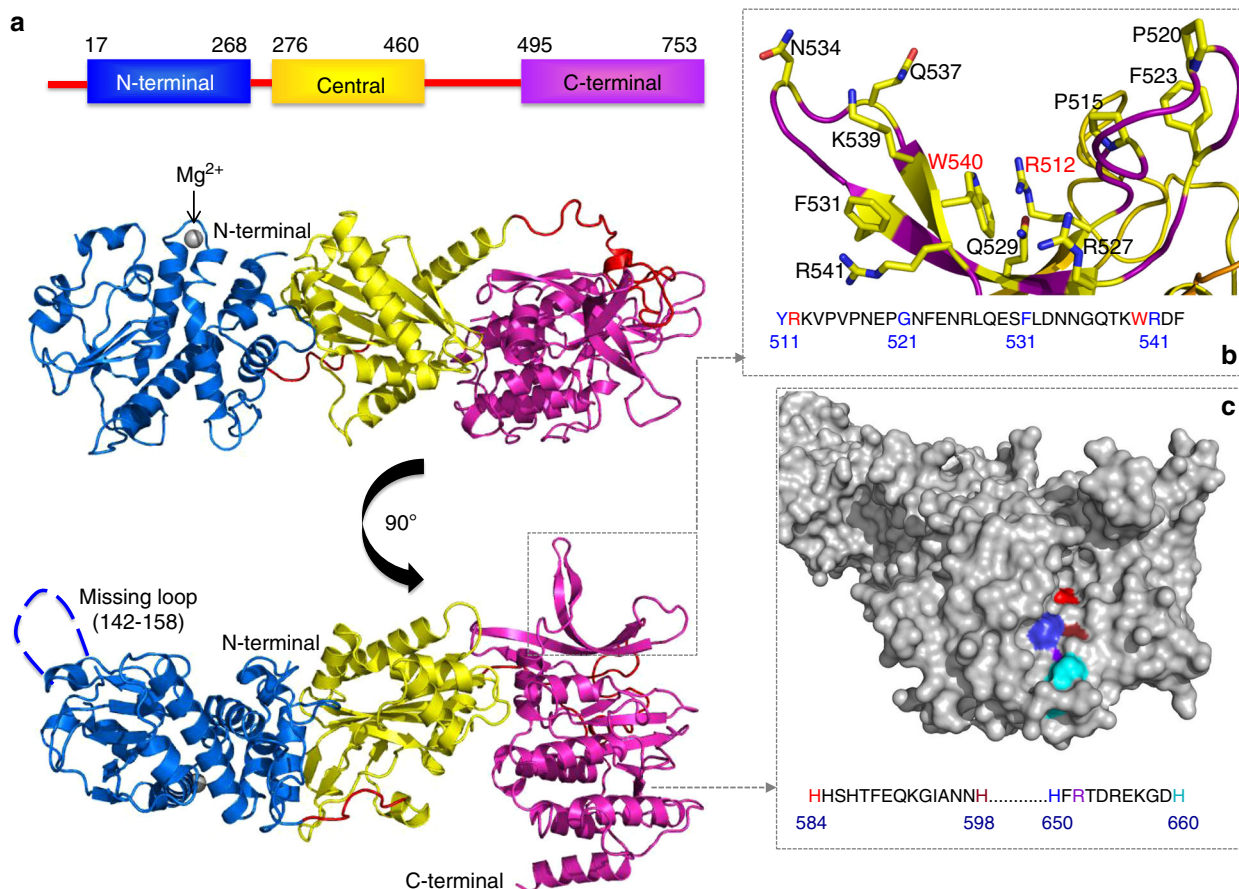 a
17 268 276 460 495 753
N-terminal Central C-terminal
Mg2+
N-terminal
90°
Missing loop
(142-158)
N-terminal
C-terminal
N534
Q537
K539
W540
R512
P520
F523
P515
F531
Q529
R527
R541
YRKVPVPNEPGNFENRLQESFLDNNGQTKWRDF
511 521 531 541
b
c
HHSHTFEQKGIANNH............HFRTDREKGDH
584 598 650 660